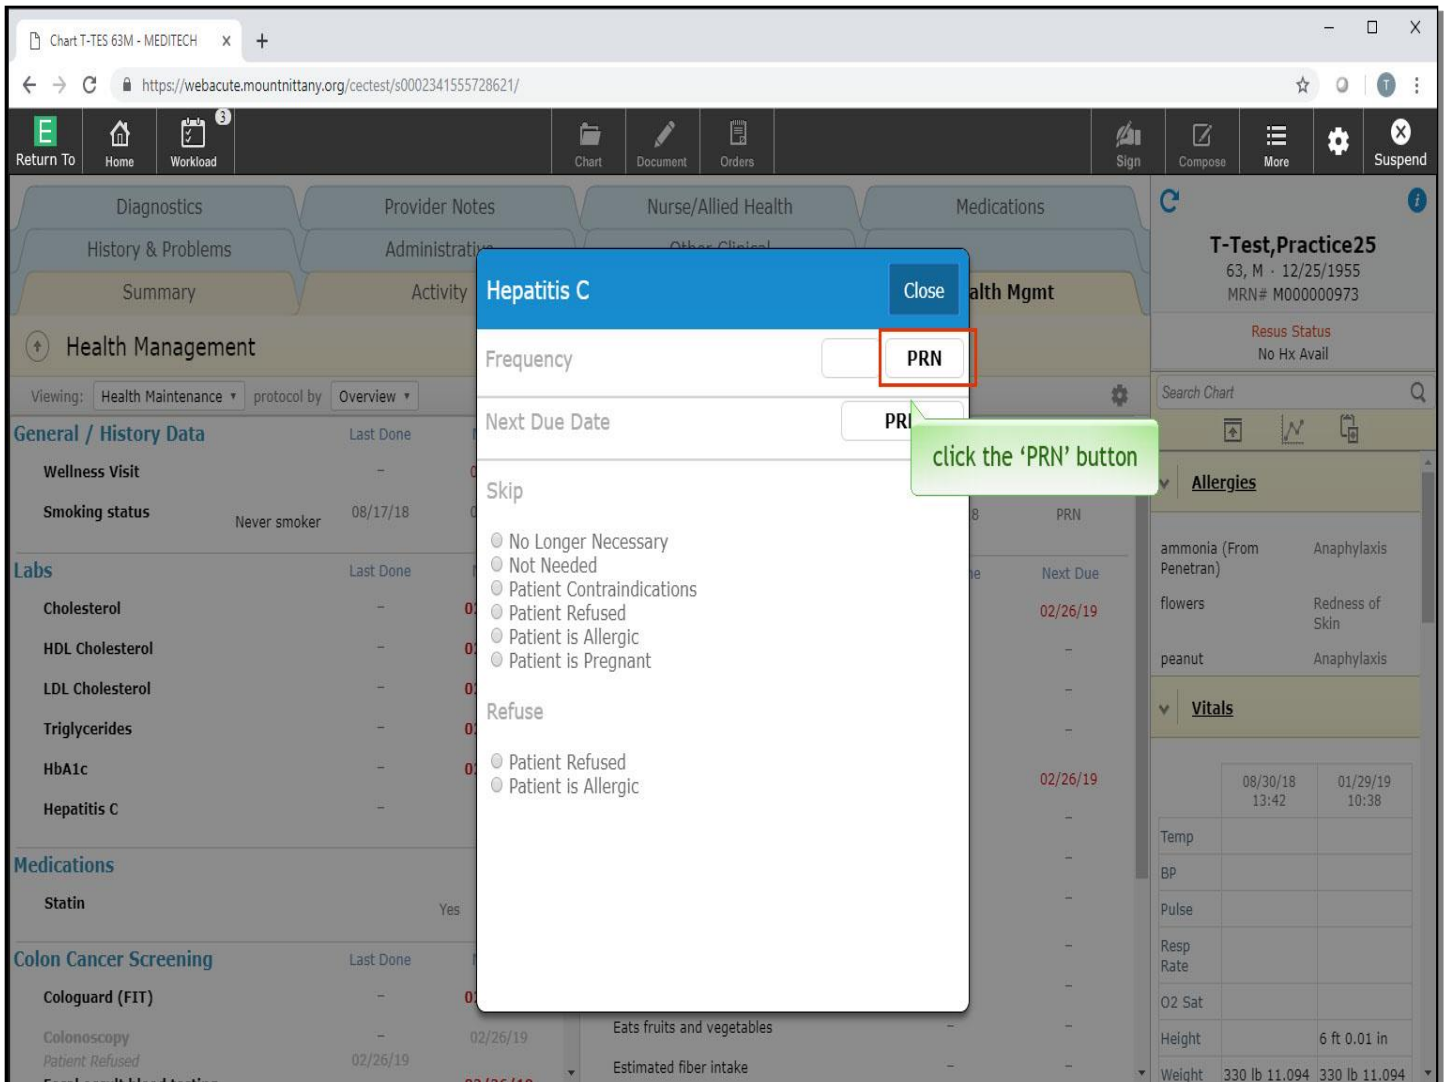 Chart T-TES 63M - MEDITECH
https://webacute.mountnittany.org/cectest/s0002341555728621/
T
E
3
Return To Home Workload Chart Document Orders Sign Compose More Suspend
Diagnostics Provider Notes Nurse/Allied Health Medications
History & Problems Other Clinical
Summary Activity alth Mgmt
Health Management
Viewing: Health Maintenance protocol by Overview
General / History Data Last Done
Wellness Visit –
Smoking status Never smoker 08/17/18
Labs Last Done
Cholesterol –
HDL Cholesterol –
LDL Cholesterol –
Triglycerides –
HbA1c –
Hepatitis C –
Medications
Statin Yes
Colon Cancer Screening Last Done
Cologuard (FIT) –
Colonoscopy – 02/26/19
Patient Refused 02/26/19
Hepatitis C Close
Frequency PRN
Next Due Date
click the ‘PRN’ button
Skip
No Longer Necessary
Not Needed
Patient Contraindications
Patient Refused
Patient is Allergic
Patient is Pregnant
Refuse
Patient Refused
Patient is Allergic
PRN
Next Due
02/26/19
–
–
–
02/26/19
–
–
–
–
–
Eats fruits and vegetables – –
Estimated fiber intake – –
T-Test,Practice25
63, M · 12/25/1955
MRN# M000000973
Resus Status
No Hx Avail
Search Chart
Allergies
ammonia (From Penetran) Anaphylaxis
flowers Redness of Skin
peanut Anaphylaxis
Vitals
08/30/18 01/29/19
13:42 10:38
Temp
BP
Pulse
Resp
Rate
O2 Sat
Height 6 ft 0.01 in
Weight 330 lb 11.094 330 lb 11.094